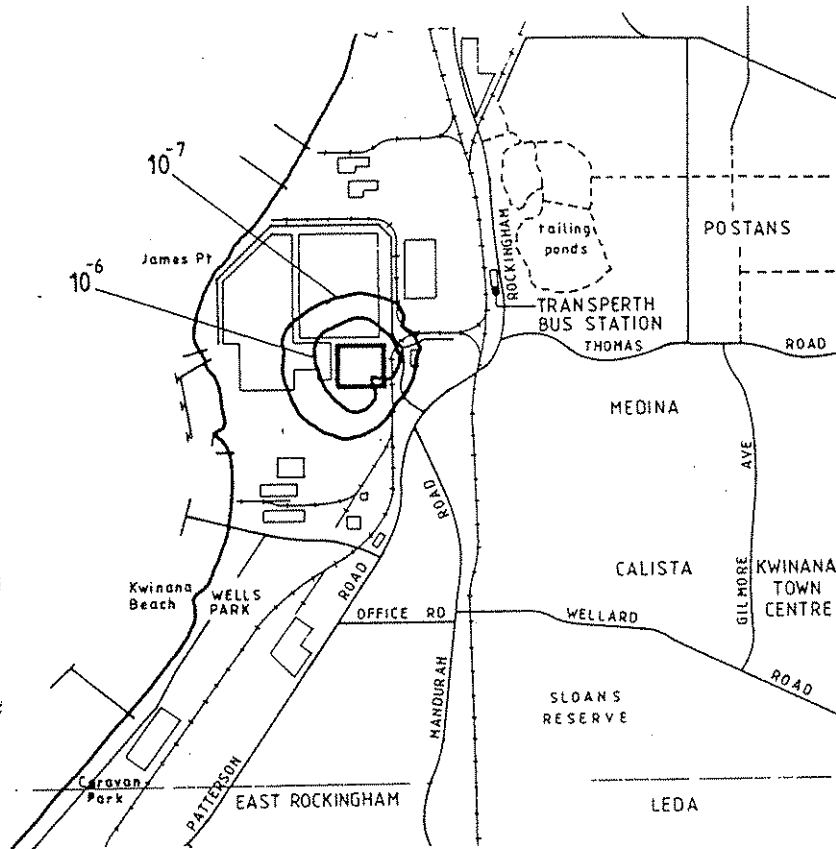 10⁻⁷
10⁻⁶
James Pt
ROCKINGHAM
tailing
ponds
POSTANS
TRANSPERTH
BUS STATION
THOMAS
ROAD
MEDINA
ROAD
AVE
GILMORE
CALISTA
KWINANA
TOWN
CENTRE
Kwinana
Beach
WELLS
PARK
ROAD
OFFICE RD
WELLARD
ROAD
MANDURAH
SLOANS
RESERVE
PATTERSON
Caravan
Park
EAST ROCKINGHAM
LEDA